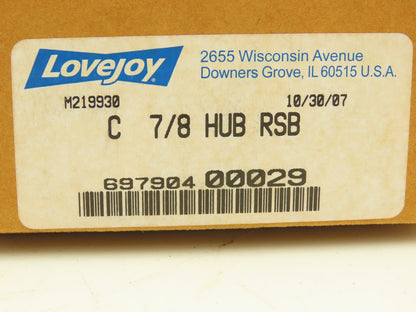 Lovejoy
2655 Wisconsin Avenue
Downers Grove, IL 60515 U.S.A.
M219930 10/30/07
C 7/8 HUB RSB
697904 00029